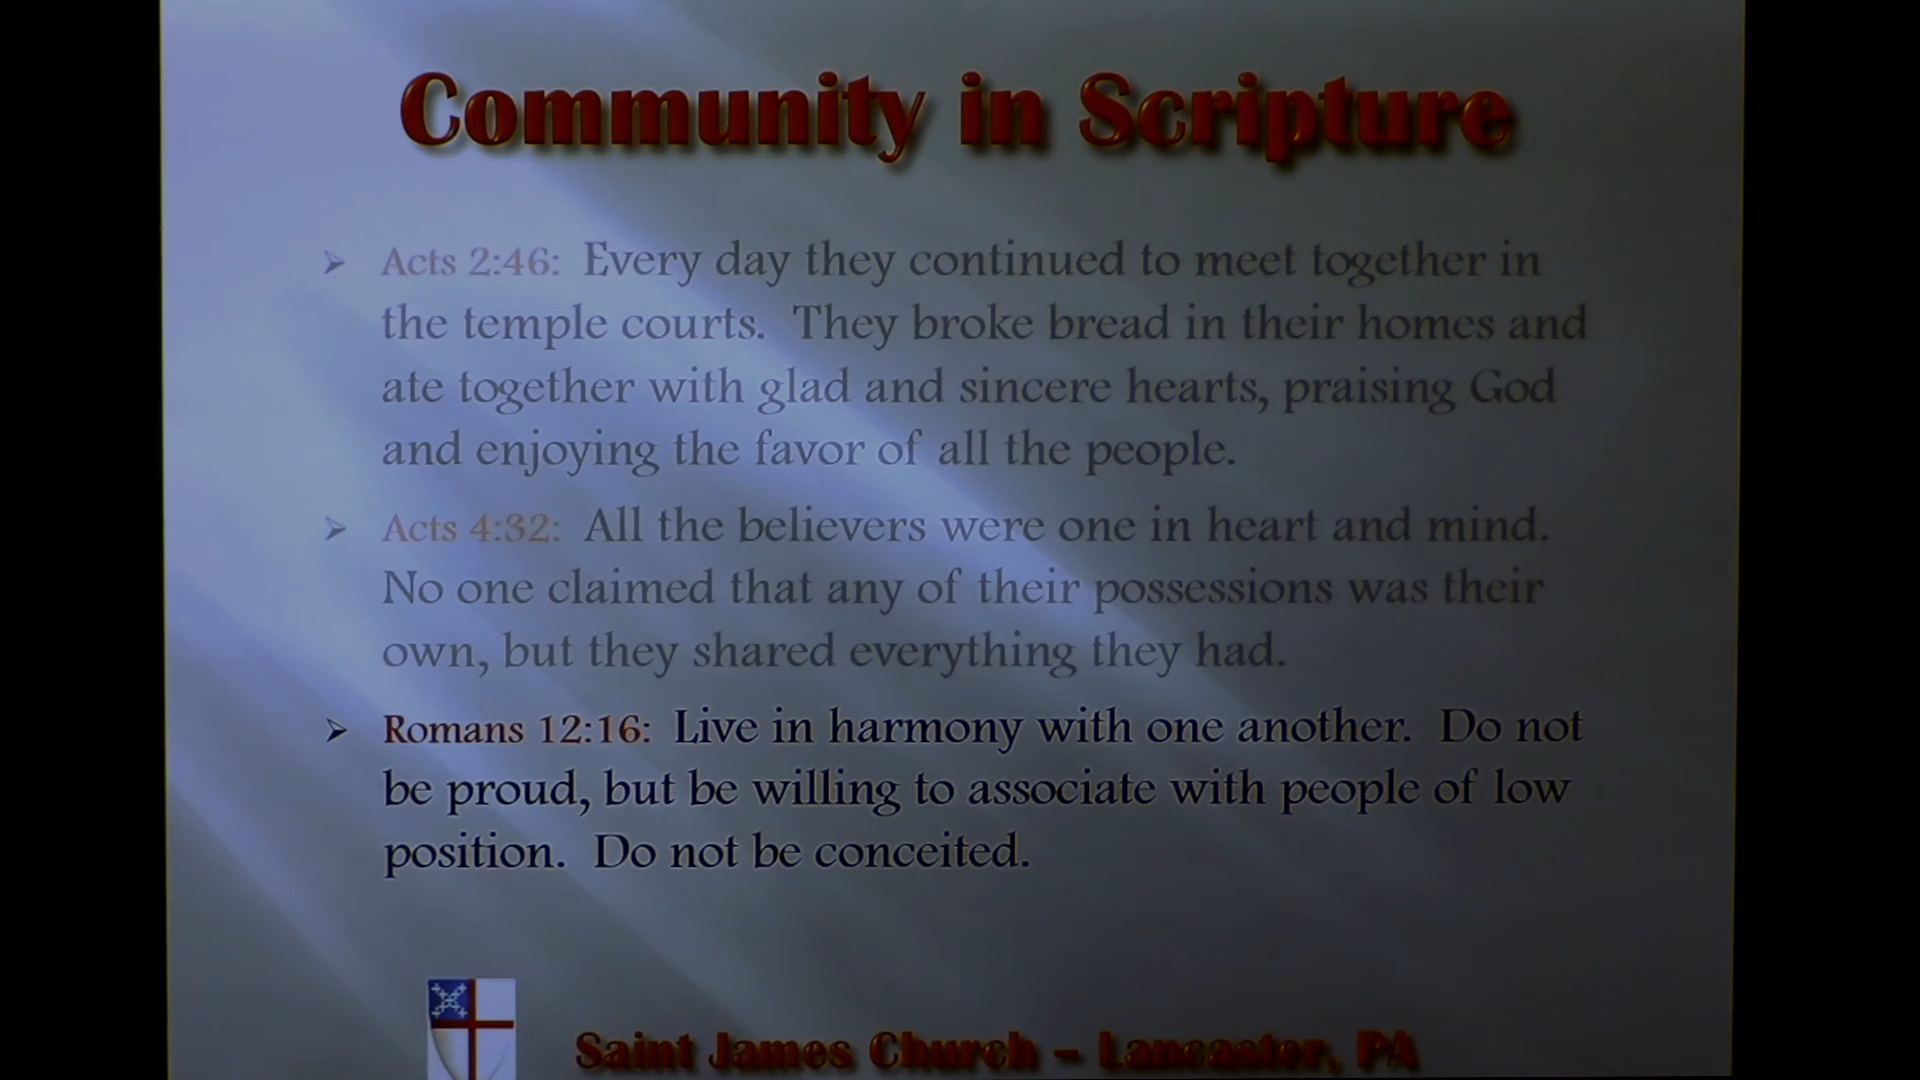 Community in Scripture
Acts 2:46: Every day they continued to meet together in
the temple courts. They broke bread in their homes and
ate together with glad and sincere hearts, praising God
and enjoying the favor of all the people.
Acts 4:32: All the believers were one in heart and mind.
No one claimed that any of their possessions was their
own, but they shared everything they had.
Romans 12:16: Live in harmony with one another. Do not
be proud, but be willing to associate with people of low
position. Do not be conceited.
Saint James Church – Lancaster, PA